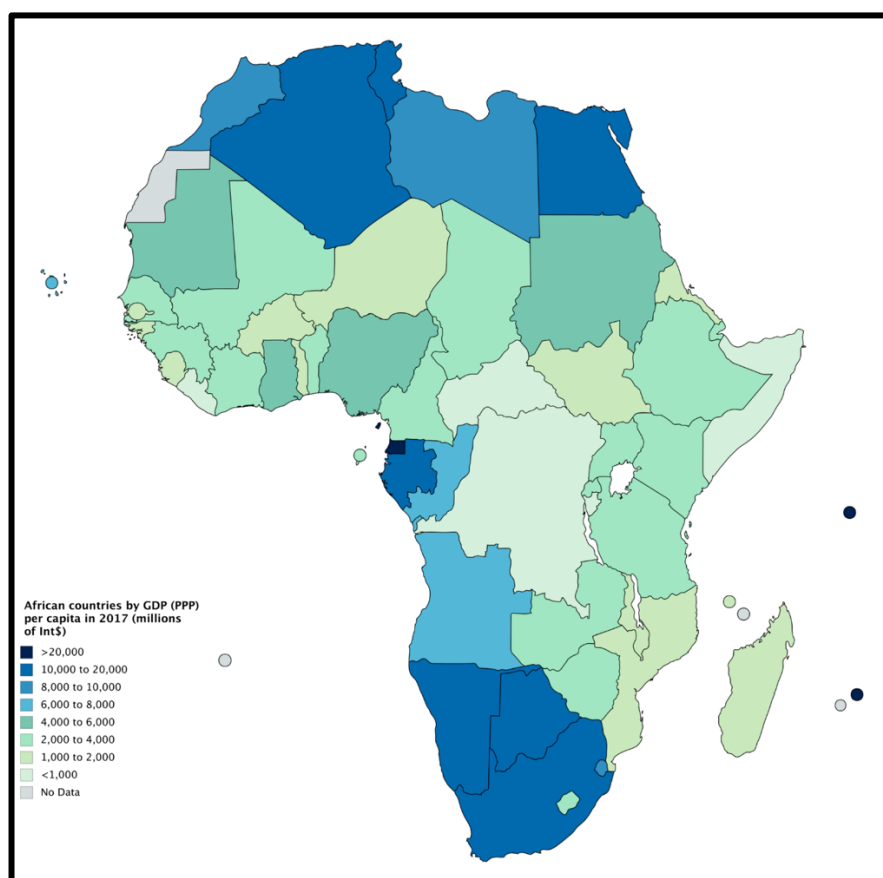 African countries by GDP (PPP)
per capita in 2017 (millions
of Int$)
>20,000
10,000 to 20,000
8,000 to 10,000
6,000 to 8,000
4,000 to 6,000
2,000 to 4,000
1,000 to 2,000
<1,000
No Data